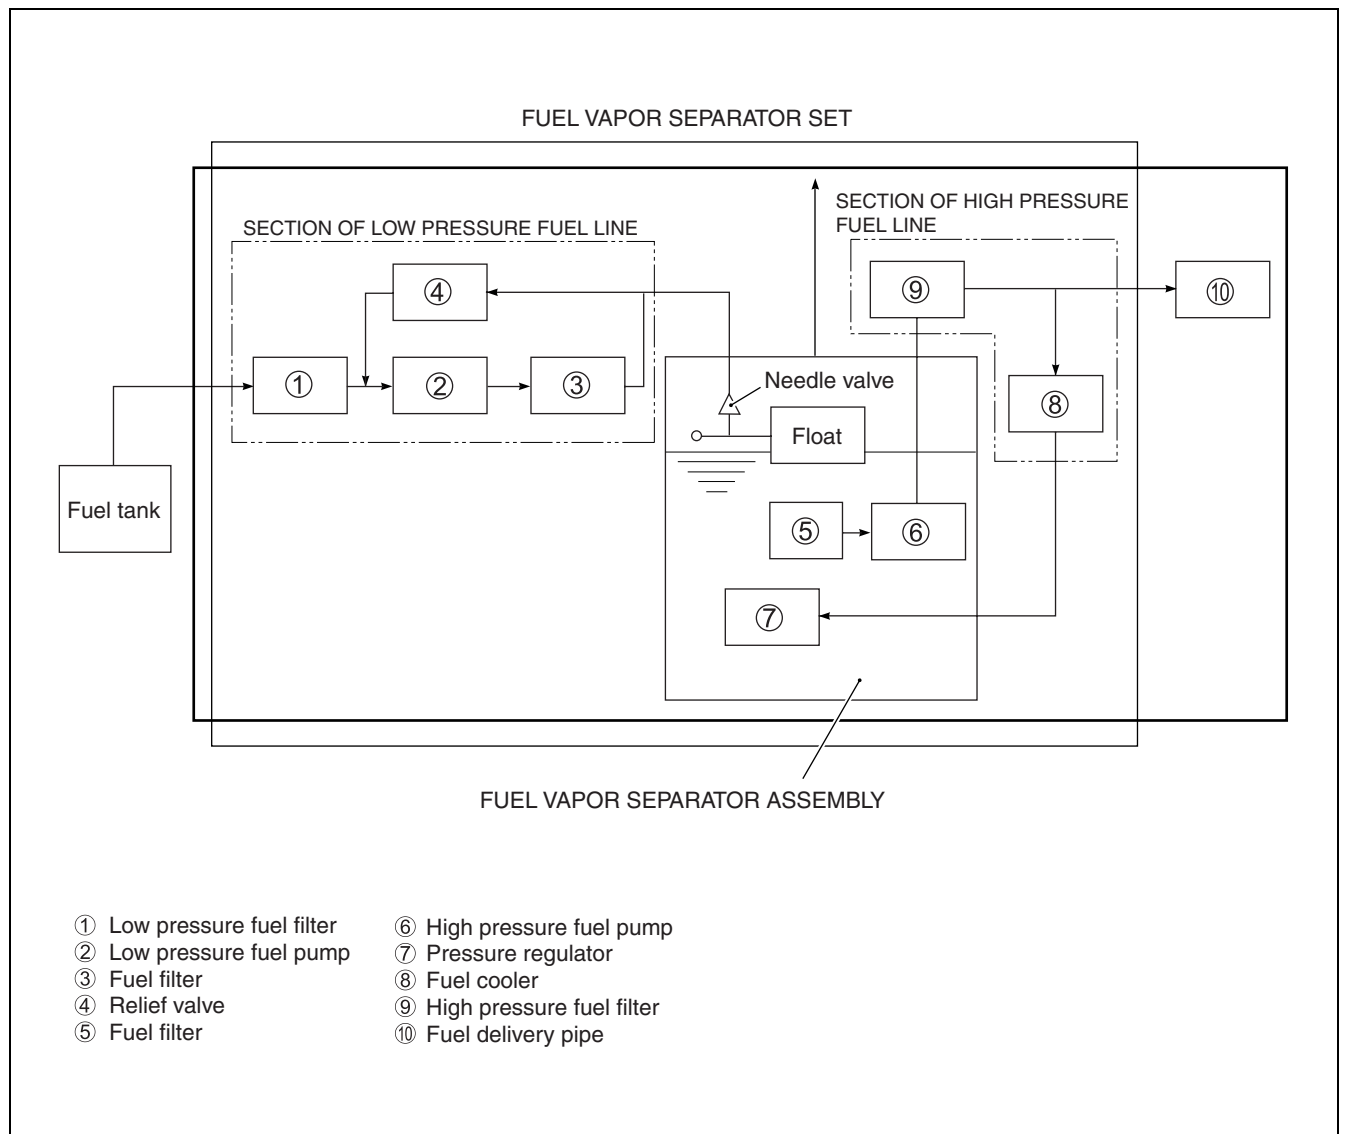 FUEL VAPOR SEPARATOR SET
SECTION OF HIGH PRESSURE
FUEL LINE
SECTION OF LOW PRESSURE FUEL LINE
④
⑨
⑩
①
②
③
Needle valve
⑧
Float
Fuel tank
⑤
⑥
⑦
FUEL VAPOR SEPARATOR ASSEMBLY
① Low pressure fuel filter
② Low pressure fuel pump
③ Fuel filter
④ Relief valve
⑤ Fuel filter
⑥ High pressure fuel pump
⑦ Pressure regulator
⑧ Fuel cooler
⑨ High pressure fuel filter
⑩ Fuel delivery pipe